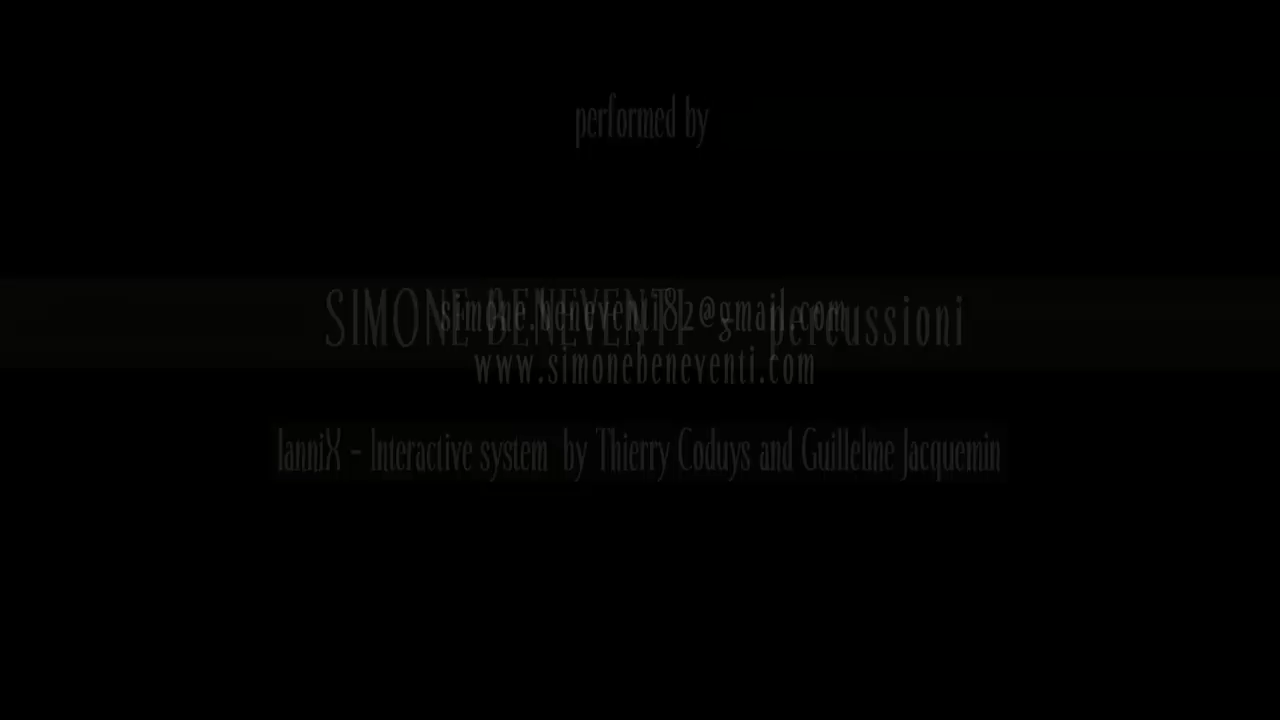 performed by
SIMONE BENEVENTI - percussioni
simone.beneventi82@gmail.com
www.simonebeneventi.com
IanniX - Interactive system by Thierry Coduys and Guillelme Jacquemin